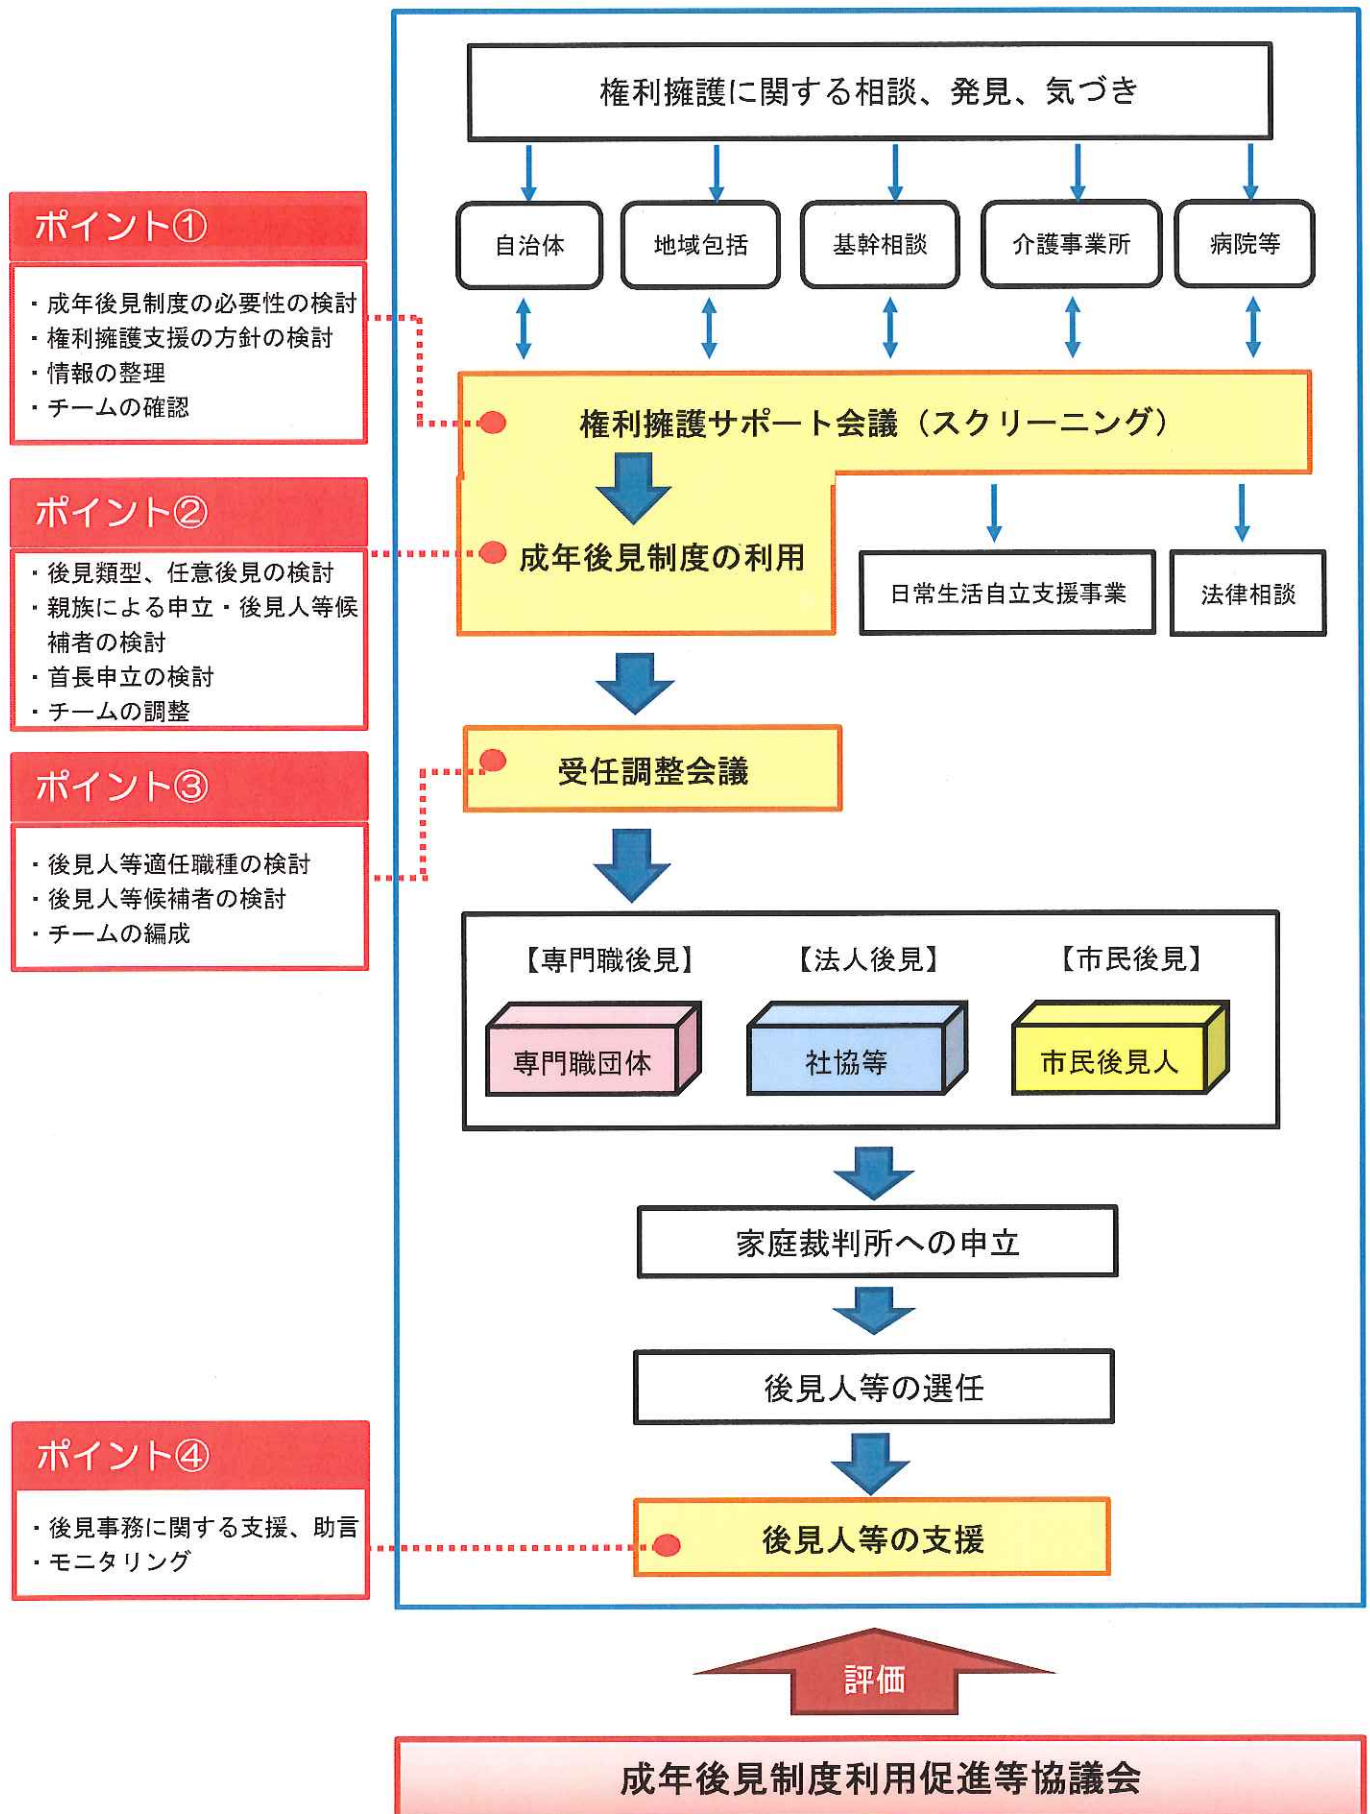 権利擁護に関する相談、発見、気づき
自治体
地域包括
基幹相談
介護事業所
病院等
ポイント①
・成年後見制度の必要性の検討
・権利擁護支援の方針の検討
・情報の整理
・チームの確認
権利擁護サポート会議（スクリーニング）
ポイント②
・後見類型、任意後見の検討
・親族による申立・後見人等候
補者の検討
・首長申立の検討
・チームの調整
成年後見制度の利用
日常生活自立支援事業
法律相談
ポイント③
・後見人等適任職種の検討
・後見人等候補者の検討
・チームの編成
受任調整会議
【専門職後見】
【法人後見】
【市民後見】
専門職団体
社協等
市民後見人
家庭裁判所への申立
後見人等の選任
ポイント④
・後見事務に関する支援、助言
・モニタリング
後見人等の支援
評価
成年後見制度利用促進等協議会